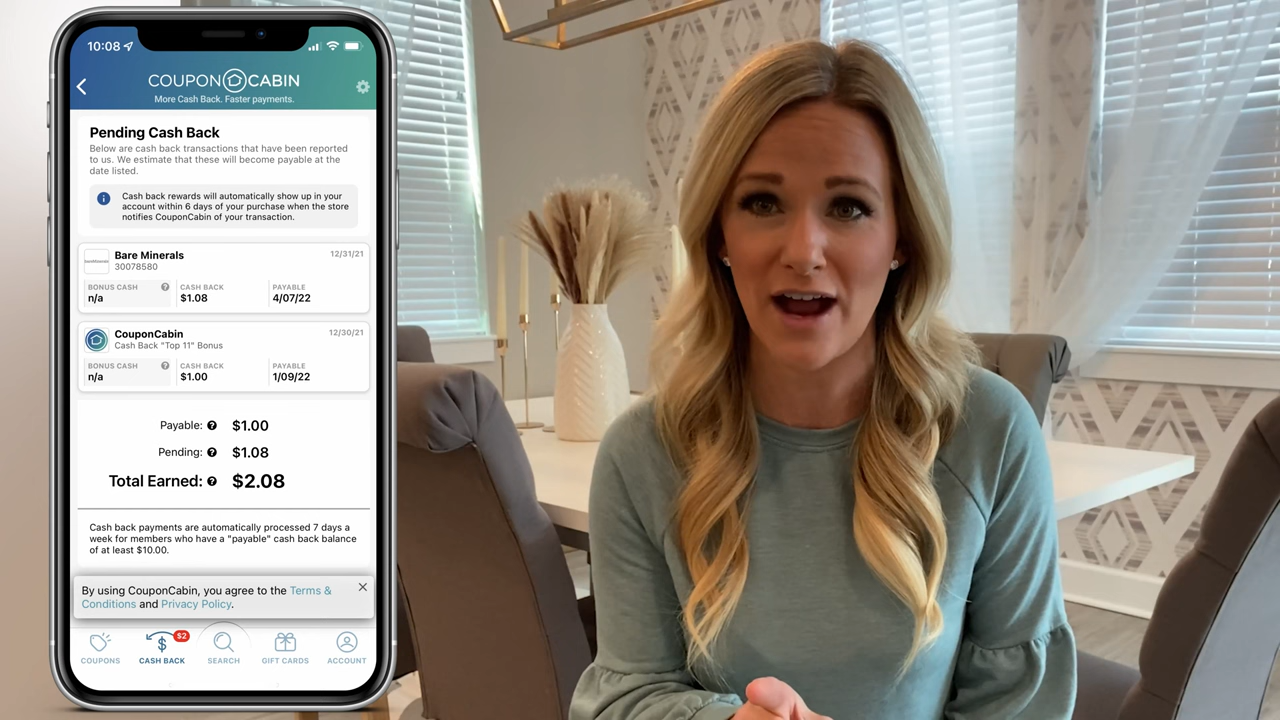 10:08
COUPON CABIN
More Cash Back. Faster payments.
Pending Cash Back
Below are cash back transactions that have been reported
to us. We estimate that these will become payable at the
date listed.
Cash back rewards will automatically show up in your
account within 6 days of your purchase when the store
notifies CouponCabin of your transaction.
Bare Minerals 12/31/21
30078580
BONUS CASH ? CASH BACK PAYABLE
n/a $1.08 4/07/22
CouponCabin 12/30/21
Cash Back "Top 11" Bonus
BONUS CASH ? CASH BACK PAYABLE
n/a $1.00 1/09/22
Payable: ? $1.00
Pending: ? $1.08
Total Earned: ? $2.08
Cash back payments are automatically processed 7 days a
week for members who have a "payable" cash back balance
of at least $10.00.
By using CouponCabin, you agree to the Terms &
Conditions and Privacy Policy.
$2
COUPONS CASH BACK SEARCH GIFT CARDS ACCOUNT